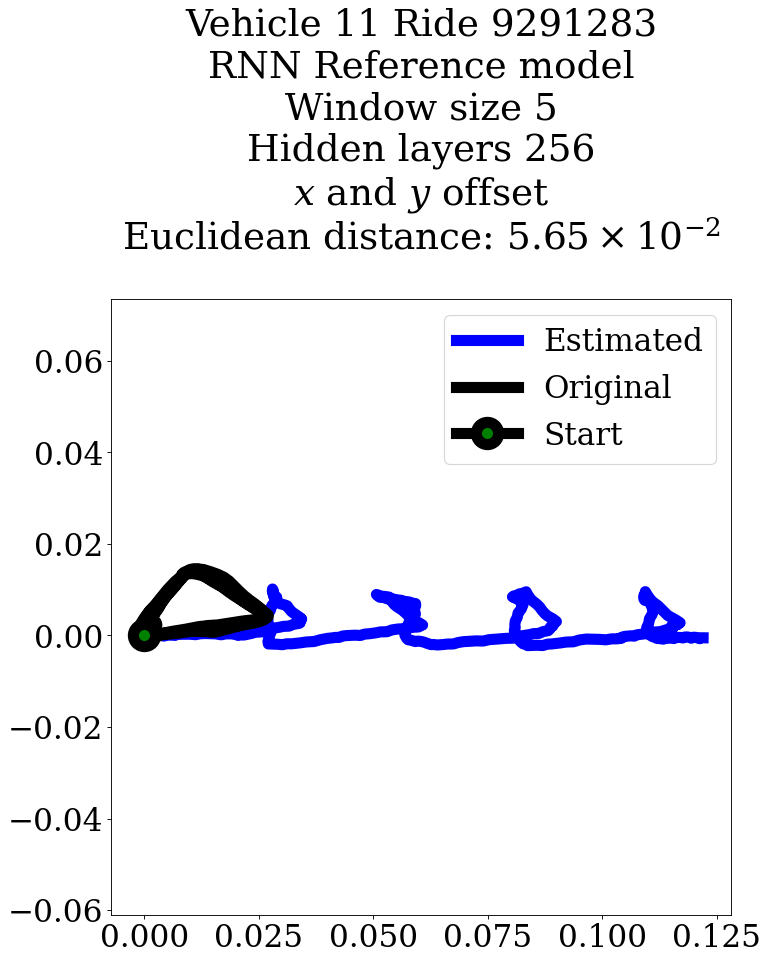 Vehicle 11 Ride 9291283
RNN Reference model
Window size 5
Hidden layers 256
x and y offset
Euclidean distance: 5.65 × 10⁻²
Estimated
Original
Start
0.06
0.04
0.02
0.00
−0.02
−0.04
−0.06
0.000 0.025 0.050 0.075 0.100 0.125